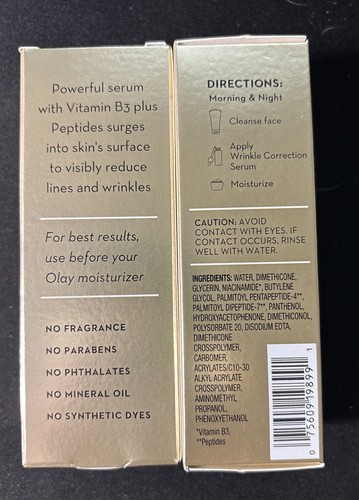 Powerful serum
with Vitamin B3 plus
Peptides surges
into skin's surface
to visibly reduce
lines and wrinkles
For best results,
use before your
Olay moisturizer
NO FRAGRANCE
NO PARABENS
NO PHTHALATES
NO MINERAL OIL
NO SYNTHETIC DYES
DIRECTIONS:
Morning & Night
Cleanse face
Apply
Wrinkle Correction
Serum
Moisturize
CAUTION: AVOID
CONTACT WITH EYES. IF
CONTACT OCCURS, RINSE
WELL WITH WATER.
INGREDIENTS: WATER, DIMETHICONE,
GLYCERIN, NIACINAMIDE*, BUTYLENE
GLYCOL, PALMITOYL PENTAPEPTIDE-4**,
PALMITOYL DIPEPTIDE-7**, PANTHENOL,
HYDROXYACETOPHENONE, DIMETHICONOL,
POLYSORBATE 20, DISODIUM EDTA,
DIMETHICONE
CROSSPOLYMER,
CARBOMER,
ACRYLATES/C10-30
ALKYL ACRYLATE
CROSSPOLYMER,
AMINOMETHYL
PROPANOL,
PHENOXYETHANOL
*Vitamin B3,
**Peptides
0 75609 19899 1